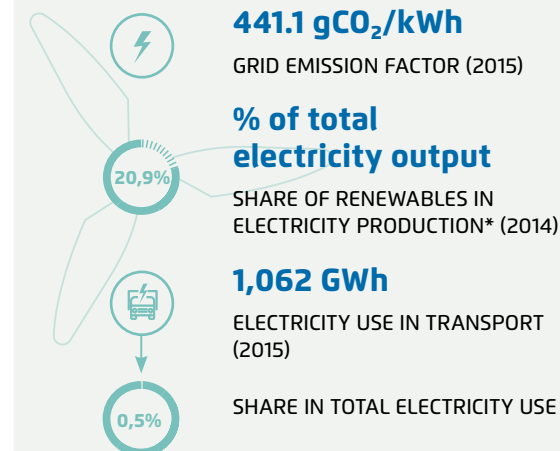 441.1 gCO₂/kWh
GRID EMISSION FACTOR (2015)
% of total
electricity output
20,9%
SHARE OF RENEWABLES IN
ELECTRICITY PRODUCTION* (2014)
1,062 GWh
ELECTRICITY USE IN TRANSPORT
(2015)
0,5%
SHARE IN TOTAL ELECTRICITY USE